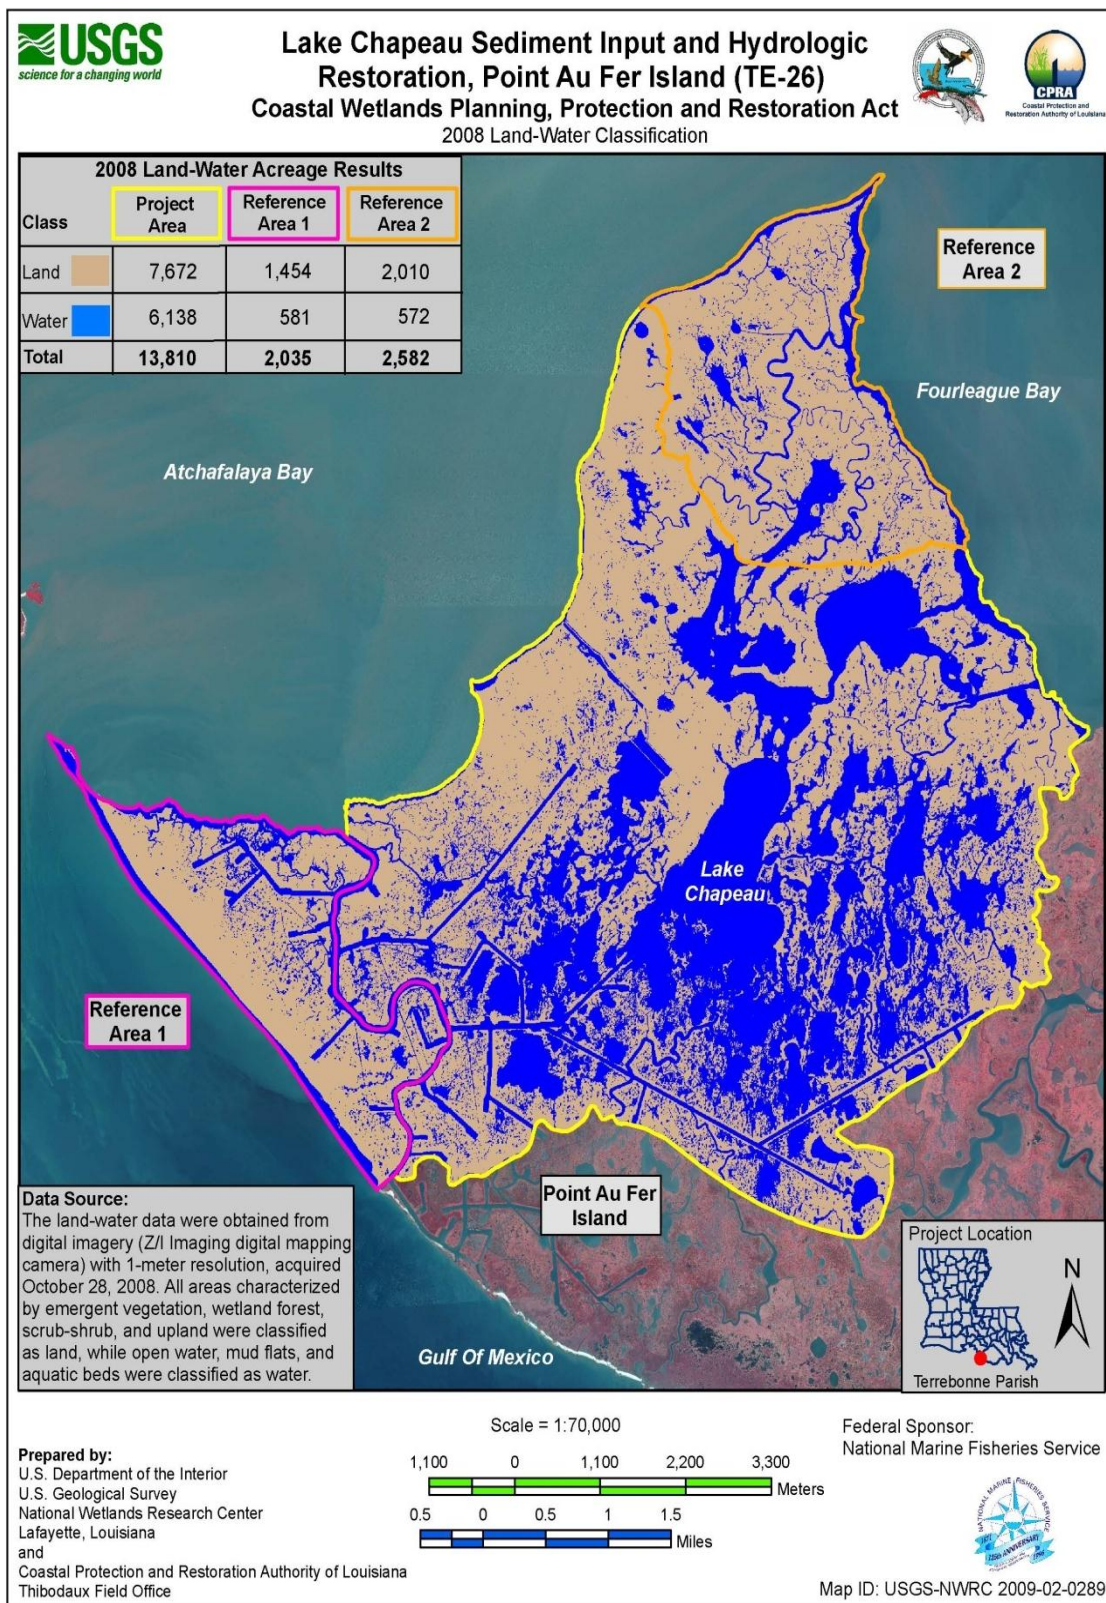 USGS
science for a changing world
Lake Chapeau Sediment Input and Hydrologic
Restoration, Point Au Fer Island (TE-26)
Coastal Wetlands Planning, Protection and Restoration Act
2008 Land-Water Classification
CPRA
Coastal Protection and
Restoration Authority of Louisiana
2008 Land-Water Acreage Results
Class Project Area Reference Area 1 Reference Area 2
Land 7,672 1,454 2,010
Water 6,138 581 572
Total 13,810 2,035 2,582
Reference
Area 2
Fourleague Bay
Atchafalaya Bay
Lake
Chapeau
Reference
Area 1
Point Au Fer
Island
Gulf Of Mexico
Data Source:
The land-water data were obtained from
digital imagery (Z/I Imaging digital mapping
camera) with 1-meter resolution, acquired
October 28, 2008. All areas characterized
by emergent vegetation, wetland forest,
scrub-shrub, and upland were classified
as land, while open water, mud flats, and
aquatic beds were classified as water.
Project Location
N
Terrebonne Parish
Prepared by:
U.S. Department of the Interior
U.S. Geological Survey
National Wetlands Research Center
Lafayette, Louisiana
and
Coastal Protection and Restoration Authority of Louisiana
Thibodaux Field Office
Scale = 1:70,000
1,100 0 1,100 2,200 3,300
Meters
0.5 0 0.5 1 1.5
Miles
Federal Sponsor:
National Marine Fisheries Service
NATIONAL MARINE FISHERIES SERVICE
125th ANNIVERSARY
Map ID: USGS-NWRC 2009-02-0289